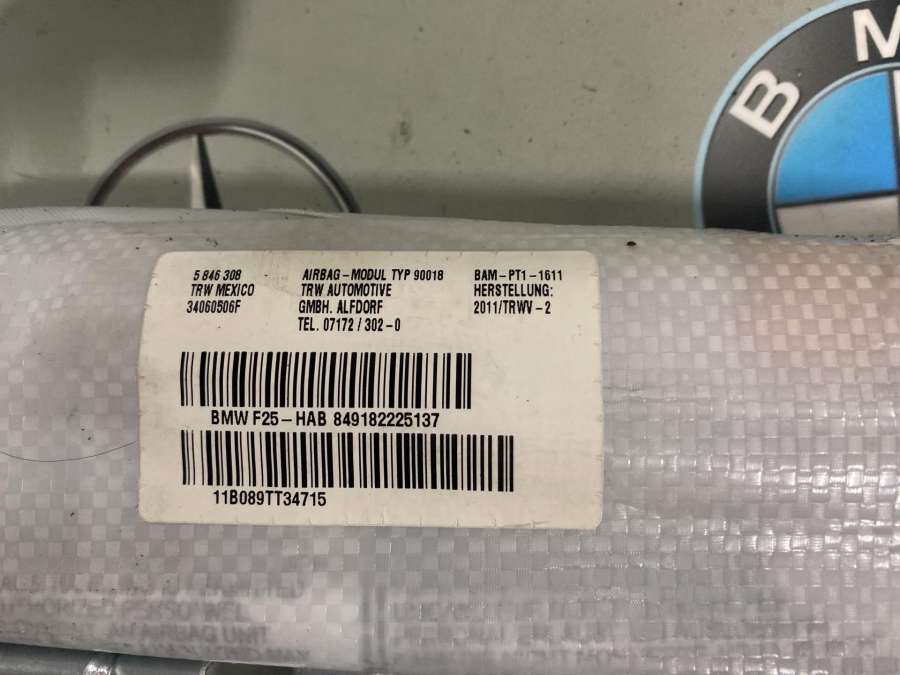 B M
5 846 308
TRW MEXICO
34060506F
AIRBAG-MODUL TYP 90018
TRW AUTOMOTIVE
GMBH. ALFDORF
TEL. 07172 / 302-0
BAM-PT1-1611
HERSTELLUNG:
2011/TRWV-2
BMW F25-HAB 849182225137
11B089TT34715